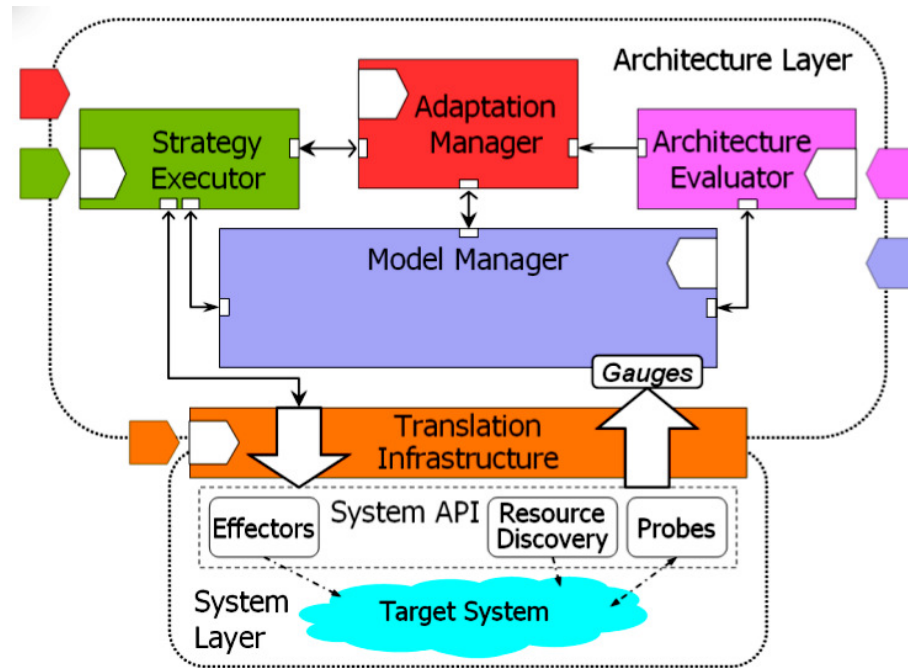 Architecture Layer
Adaptation
Manager
Strategy
Executor
Architecture
Evaluator
Model Manager
Gauges
Translation
Infrastructure
System API
Effectors
Resource
Discovery
Probes
Target System
System
Layer